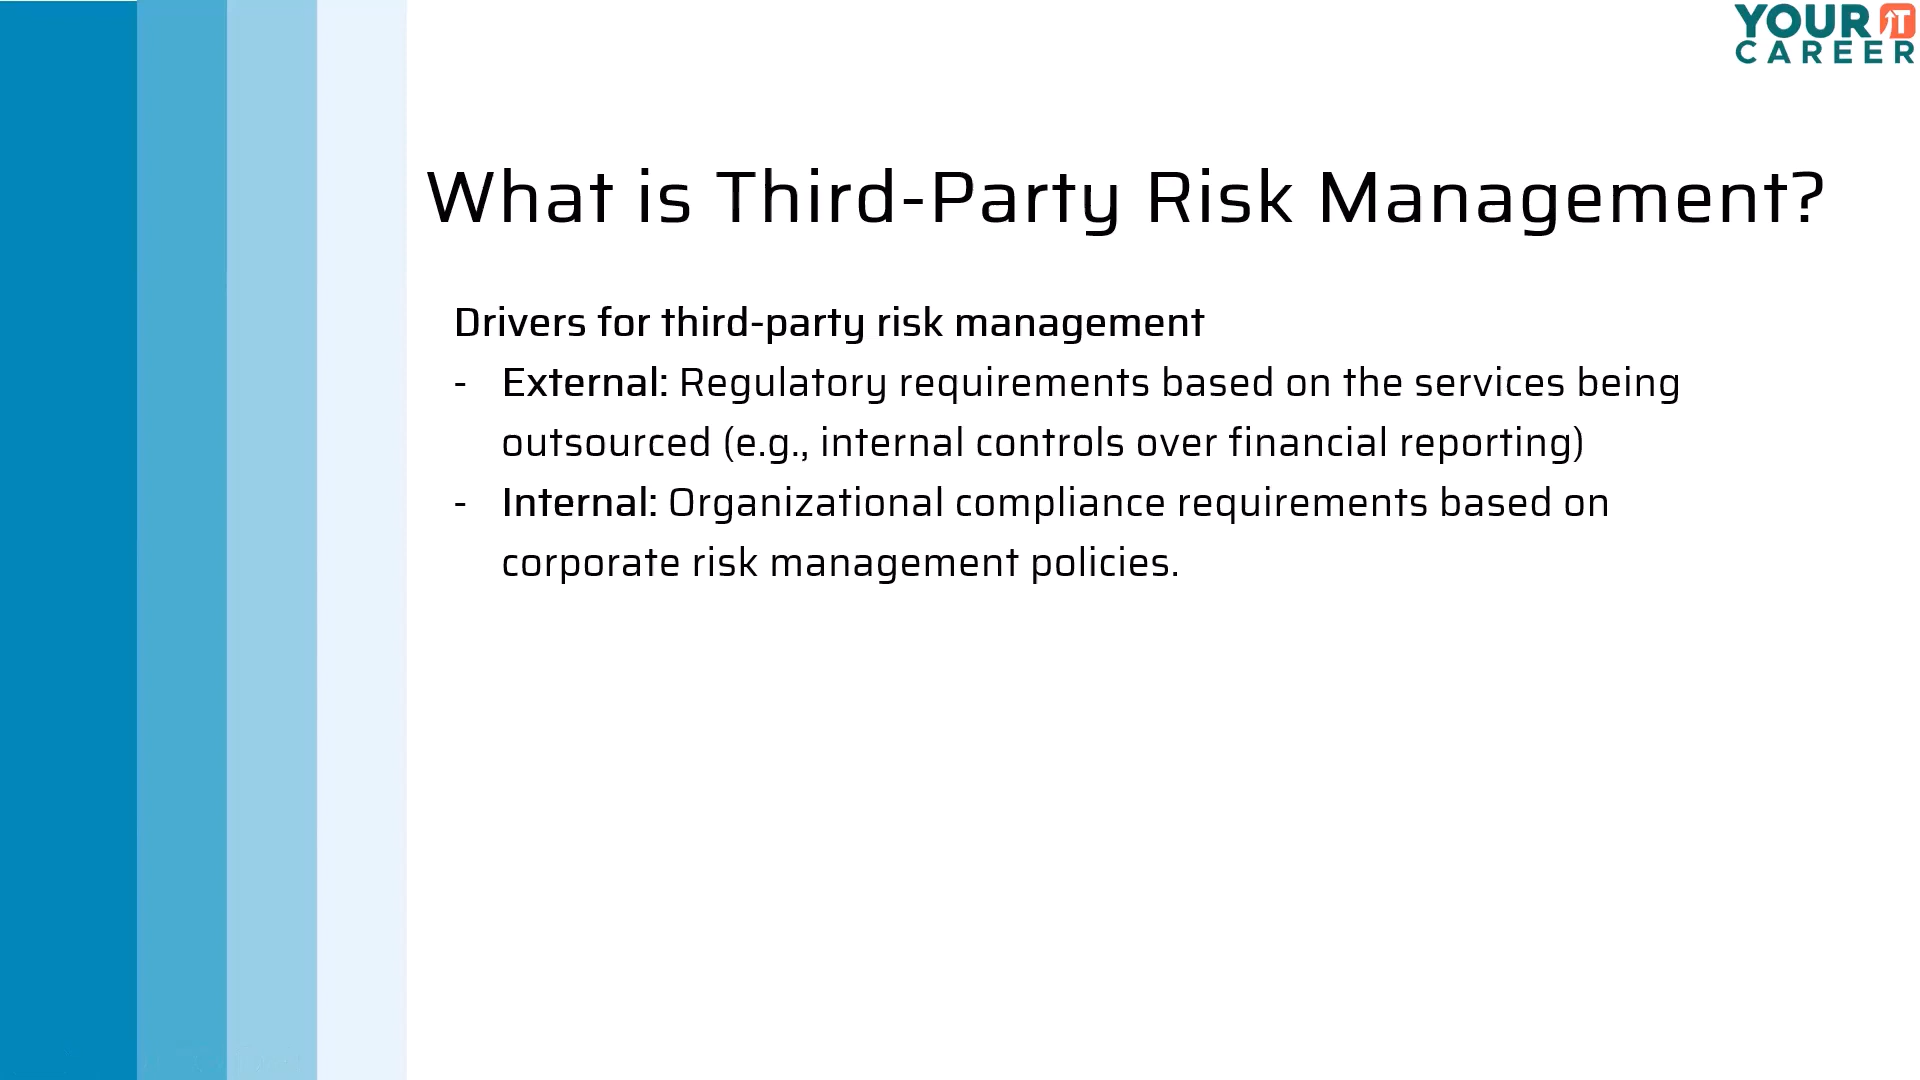 YOUR IT
CAREER
What is Third-Party Risk Management?
Drivers for third-party risk management
- External: Regulatory requirements based on the services being
outsourced (e.g., internal controls over financial reporting)
- Internal: Organizational compliance requirements based on
corporate risk management policies.